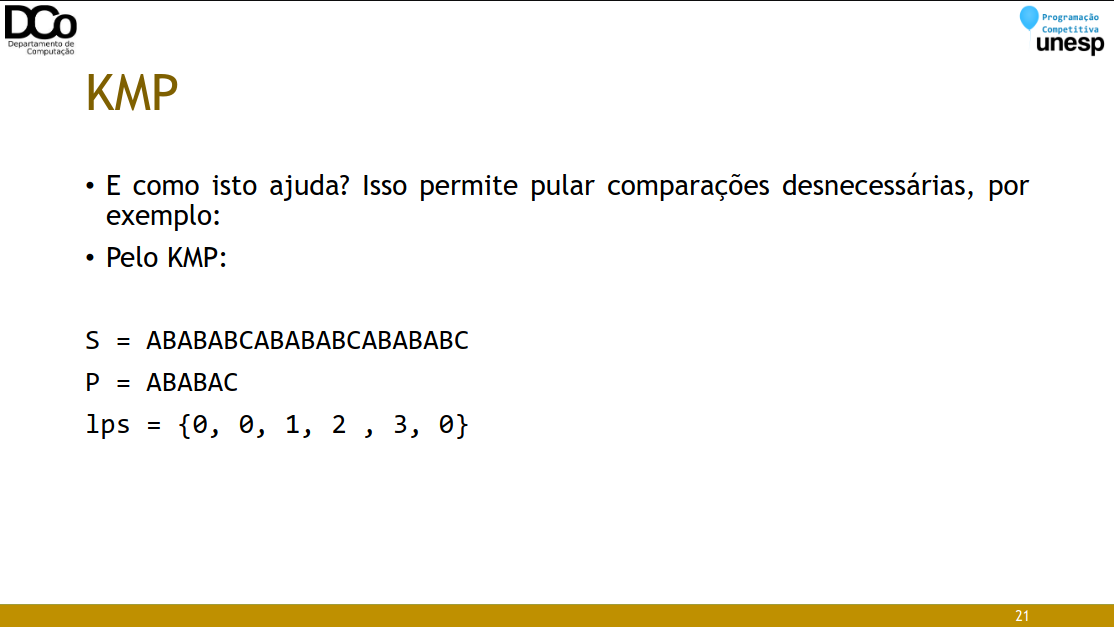 DCo
Departamento de
Computação
Programação
Competitiva
unesp
KMP
• E como isto ajuda? Isso permite pular comparações desnecessárias, por
exemplo:
• Pelo KMP:
S = ABABABCABABABCABABABC
P = ABABAC
lps = {0, 0, 1, 2 , 3, 0}
21